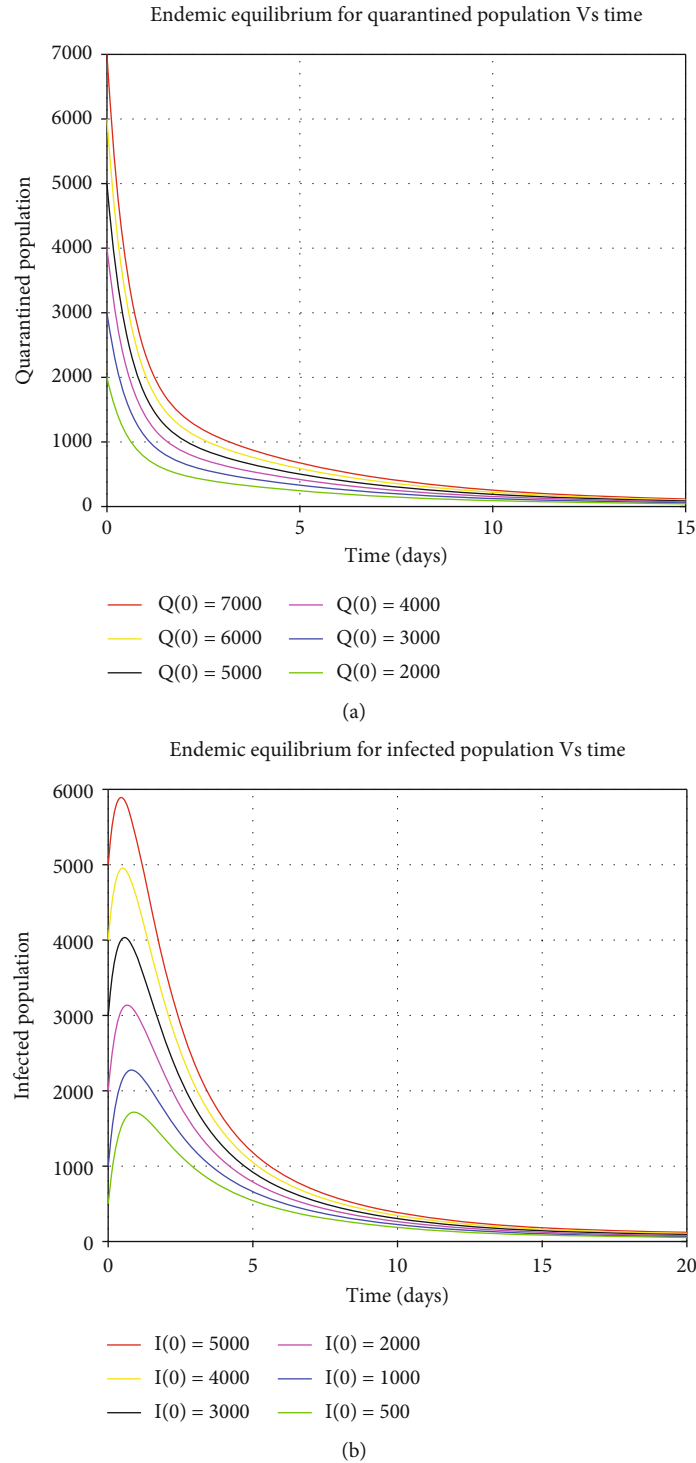 Endemic equilibrium for quarantined population Vs time
7000
6000
5000
4000
3000
2000
1000
0
Quarantined population
0 5 10 15
Time (days)
Q(0) = 7000 Q(0) = 4000
Q(0) = 6000 Q(0) = 3000
Q(0) = 5000 Q(0) = 2000
(a)
Endemic equilibrium for infected population Vs time
6000
5000
4000
3000
2000
1000
0
Infected population
0 5 10 15 20
Time (days)
I(0) = 5000 I(0) = 2000
I(0) = 4000 I(0) = 1000
I(0) = 3000 I(0) = 500
(b)